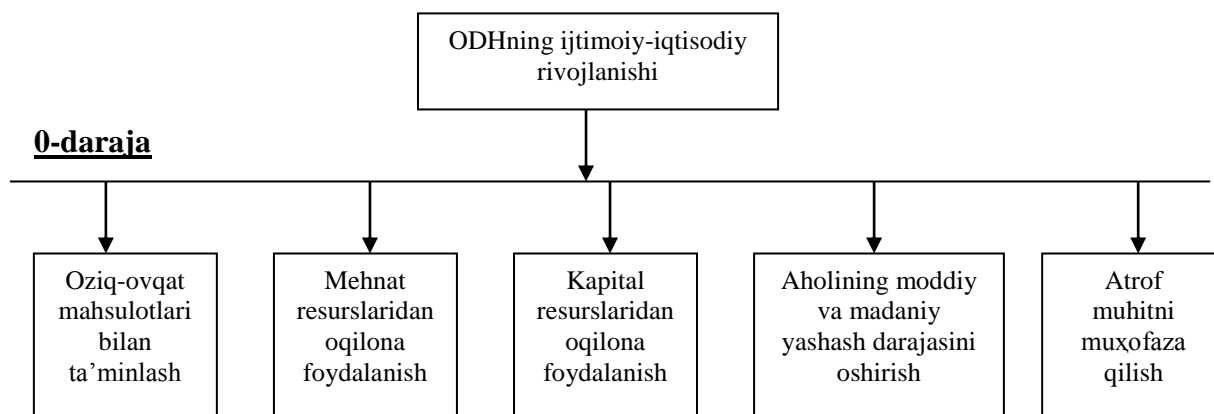 ODHning ijtimoiy-iqtisodiy
rivojlanishi
0-daraja
Oziq-ovqat
mahsulotlari
bilan
ta’minlash
Mehnat
resurslaridan
oqilona
foydalanish
Kapital
resurslaridan
oqilona
foydalanish
Aholining moddiy
va madaniy
yashash darajasini
oshirish
Atrof
muhitni
muҳofaza
qilish